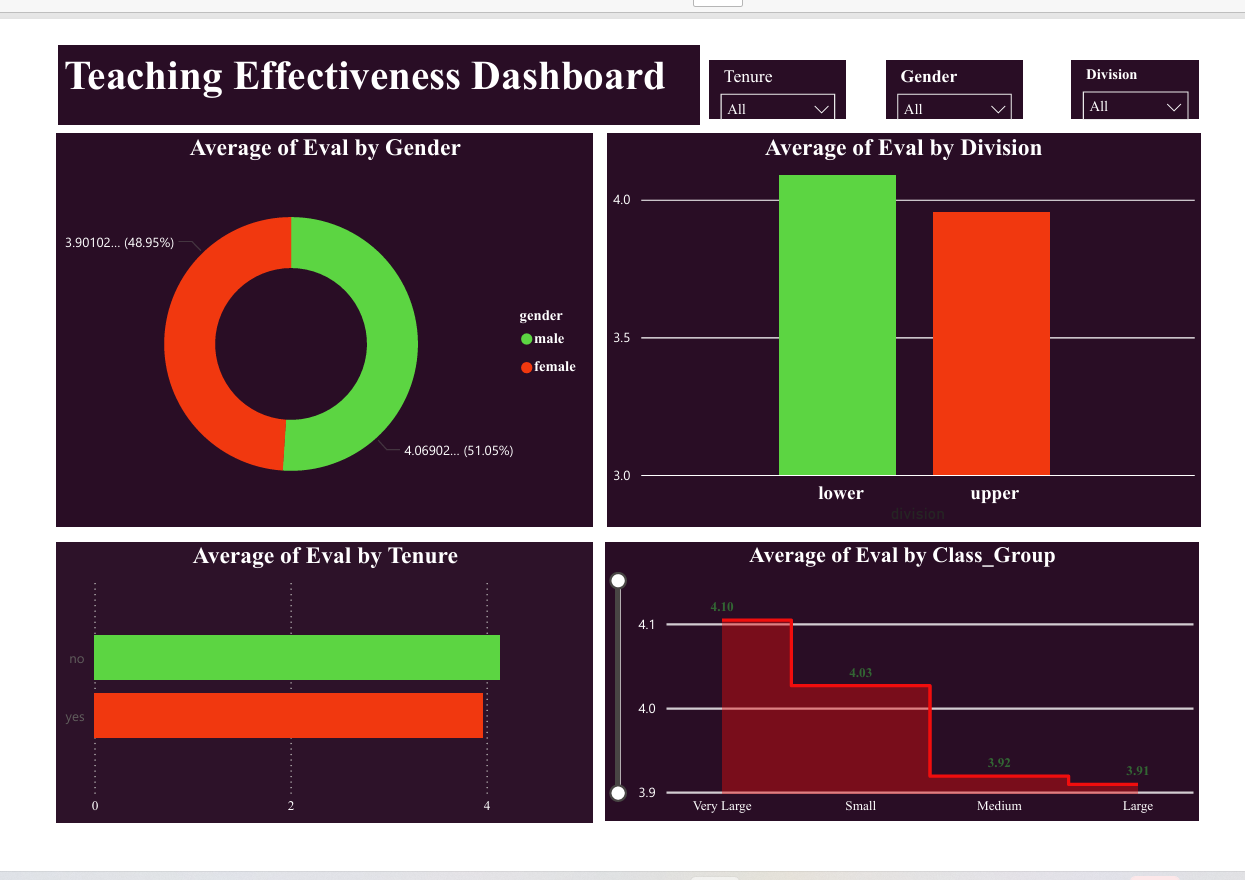 Teaching Effectiveness Dashboard
Tenure
All
Gender
All
Division
All
Average of Eval by Gender
3.90102... (48.95%)
gender
male
female
4.06902... (51.05%)
Average of Eval by Division
4.0
3.5
3.0
lower upper
division
Average of Eval by Tenure
no
yes
0 2 4
Average of Eval by Class_Group
4.10
4.1
4.03
4.0
3.92
3.91
3.9
Very Large Small Medium Large